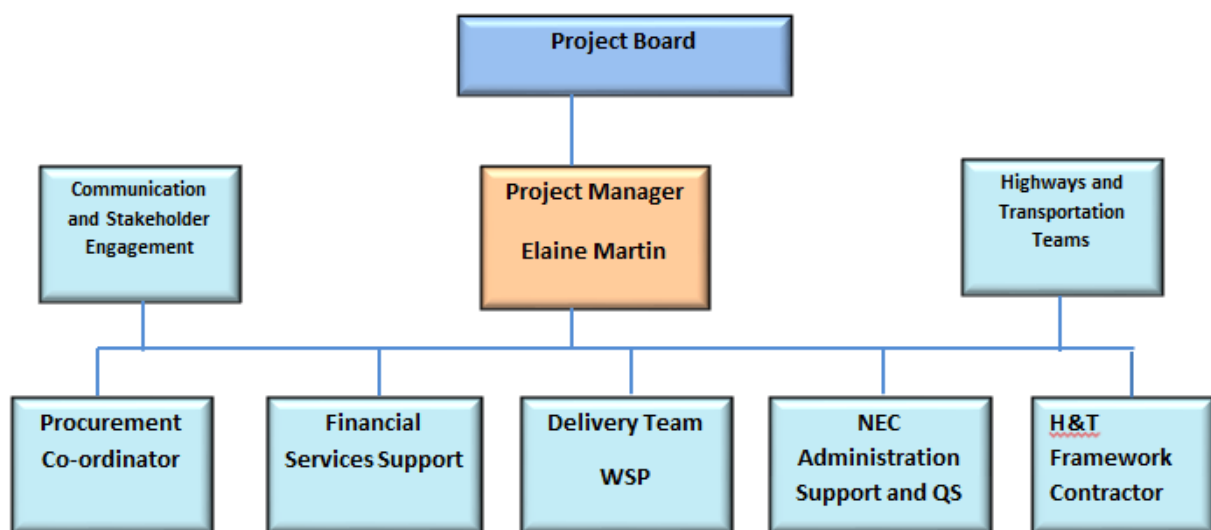 Project Board
Communication
and Stakeholder
Engagement
Project Manager
Elaine Martin
Highways and
Transportation
Teams
Procurement
Co-ordinator
Financial
Services Support
Delivery Team
WSP
NEC
Administration
Support and QS
H&T
Framework
Contractor